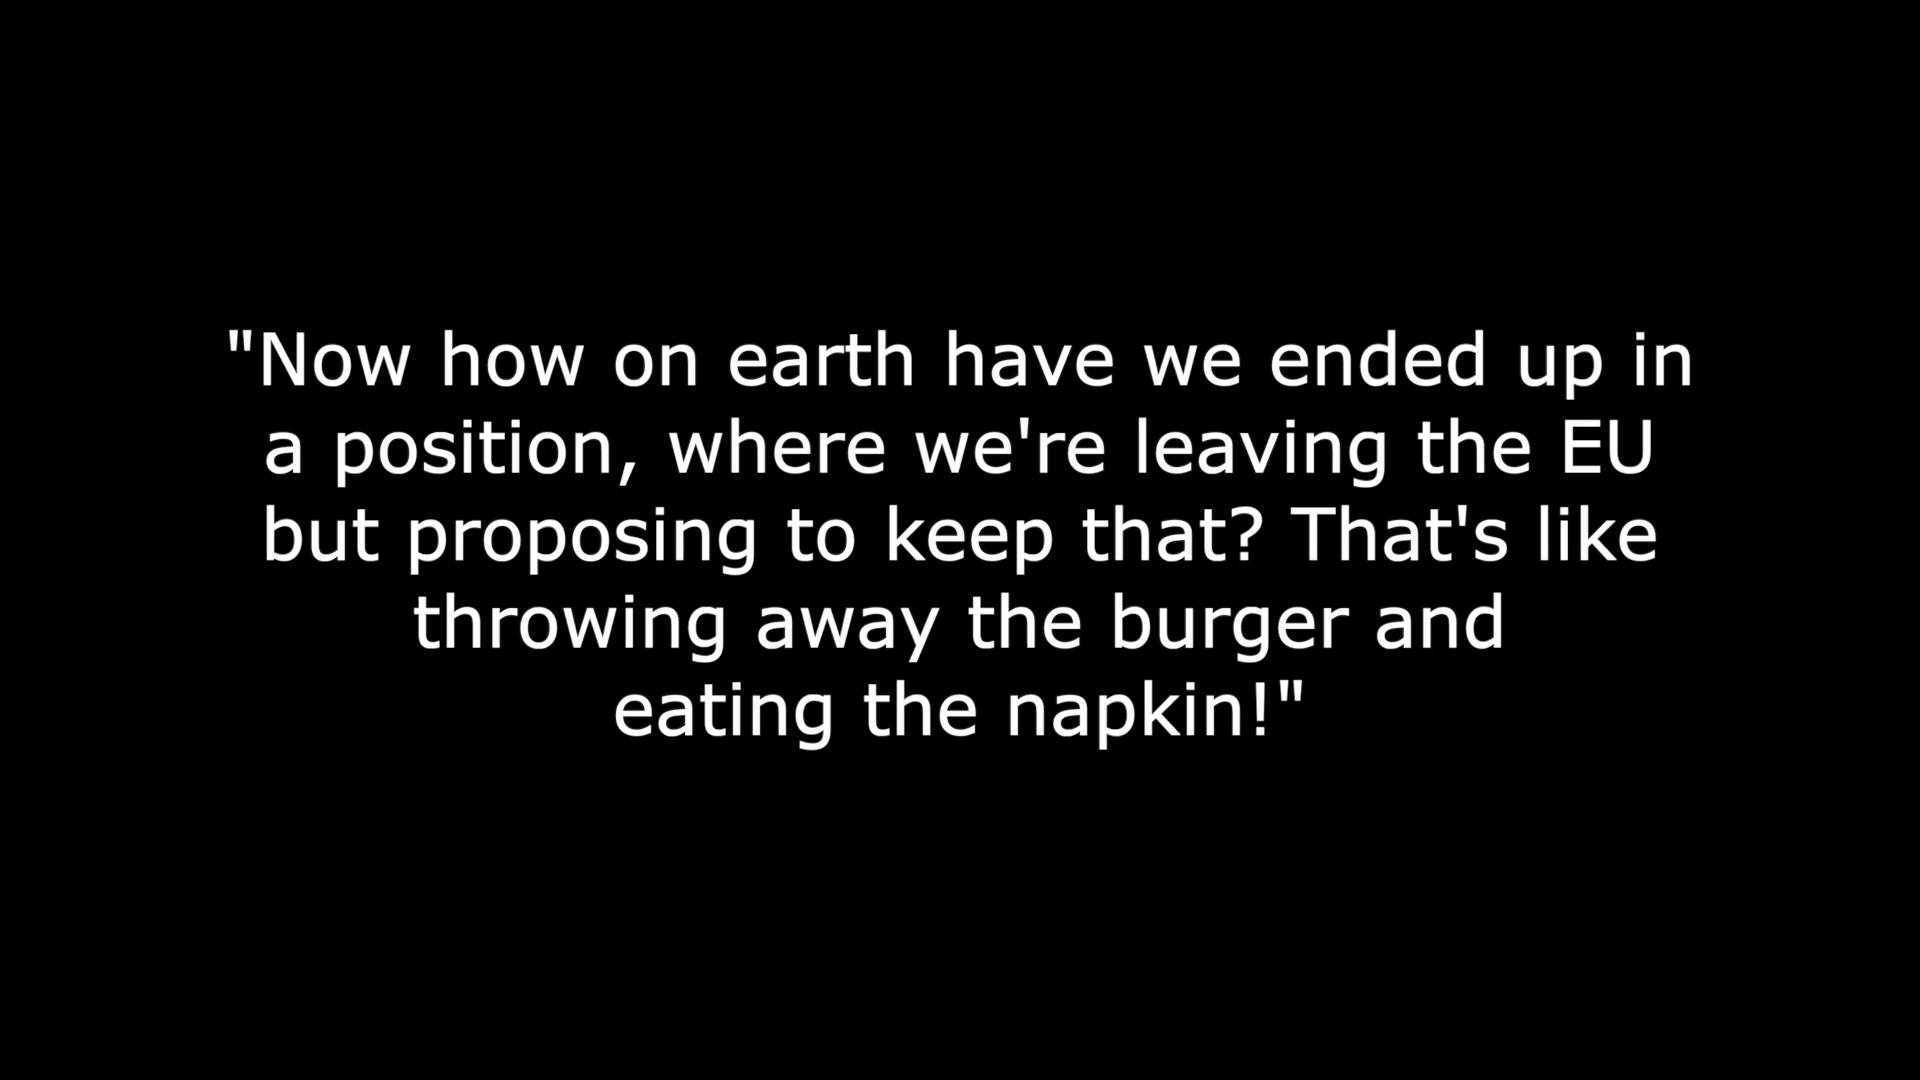 "Now how on earth have we ended up in
a position, where we're leaving the EU
but proposing to keep that? That's like
throwing away the burger and
eating the napkin!"